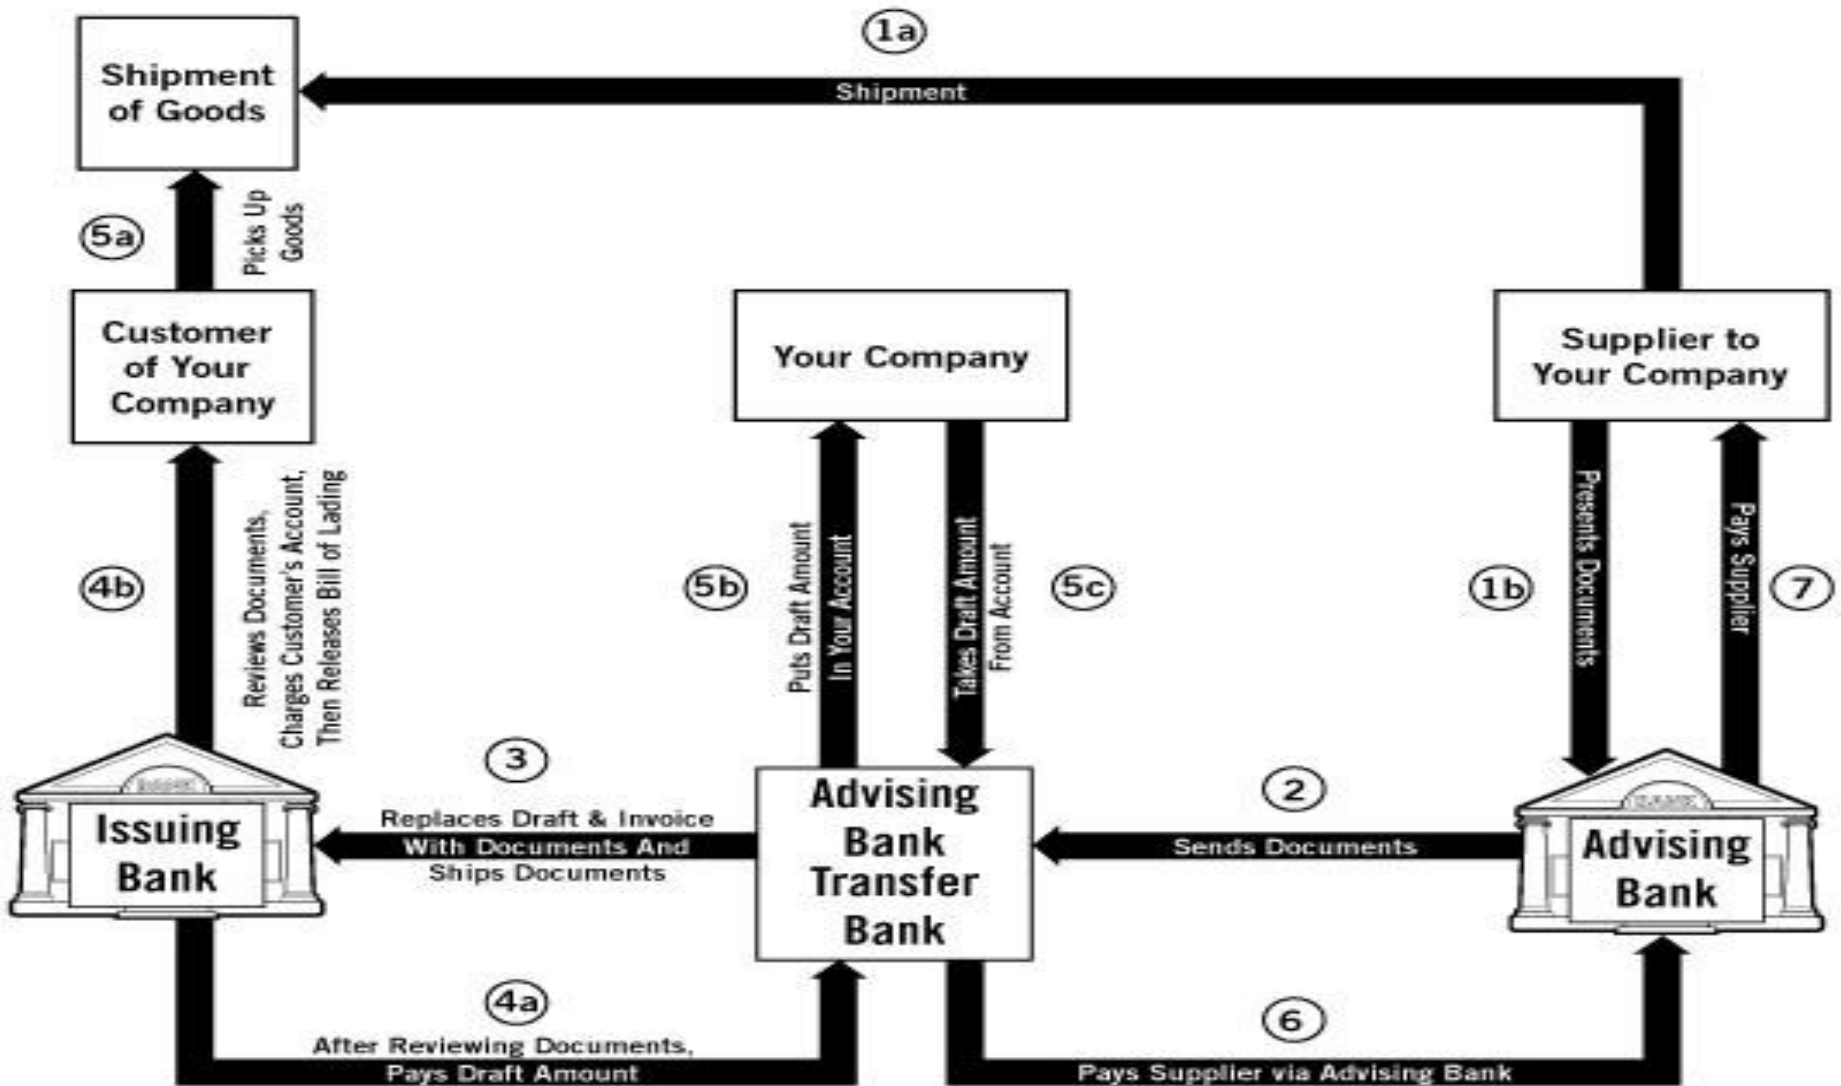 1a
Shipment
of Goods
Shipment
5a
Picks Up
Goods
Customer
of Your
Company
Your Company
Supplier to
Your Company
4b
Reviews Documents,
Charges Customer's Account,
Then Releases Bill of Lading
5b
Puts Draft Amount
In Your Account
Takes Draft Amount
From Account
5c
1b
Presents Documents
Pays Supplier
7
BANK
Issuing
Bank
3
Replaces Draft & Invoice
With Documents And
Ships Documents
Advising
Bank
Transfer
Bank
2
Sends Documents
BANK
Advising
Bank
4a
After Reviewing Documents,
Pays Draft Amount
6
Pays Supplier via Advising Bank